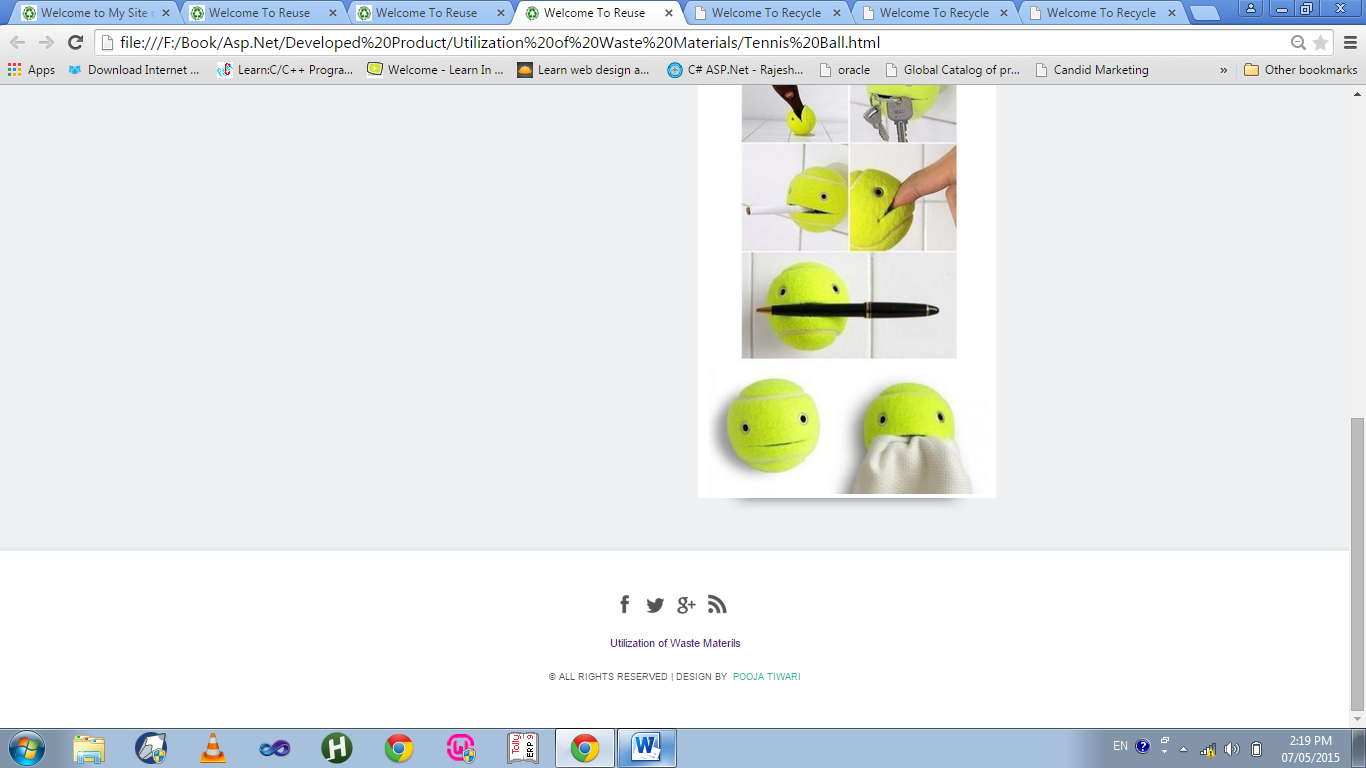 Welcome to My Site
Welcome To Reuse
Welcome To Reuse
Welcome To Reuse
Welcome To Recycle
Welcome To Recycle
Welcome To Recycle
file:///F:/Book/Asp.Net/Developed%20Product/Utilization%20of%20Waste%20Materials/Tennis%20Ball.html
Apps Download Internet ... Learn:C/C++ Progra... Welcome - Learn In ... Learn web design a... C# ASP.Net - Rajesh... oracle Global Catalog of pr... Candid Marketing » Other bookmarks
Utilization of Waste Materils
© ALL RIGHTS RESERVED | DESIGN BY POOJA TIWARI
Tally
ERP 9
EN
2:19 PM
07/05/2015